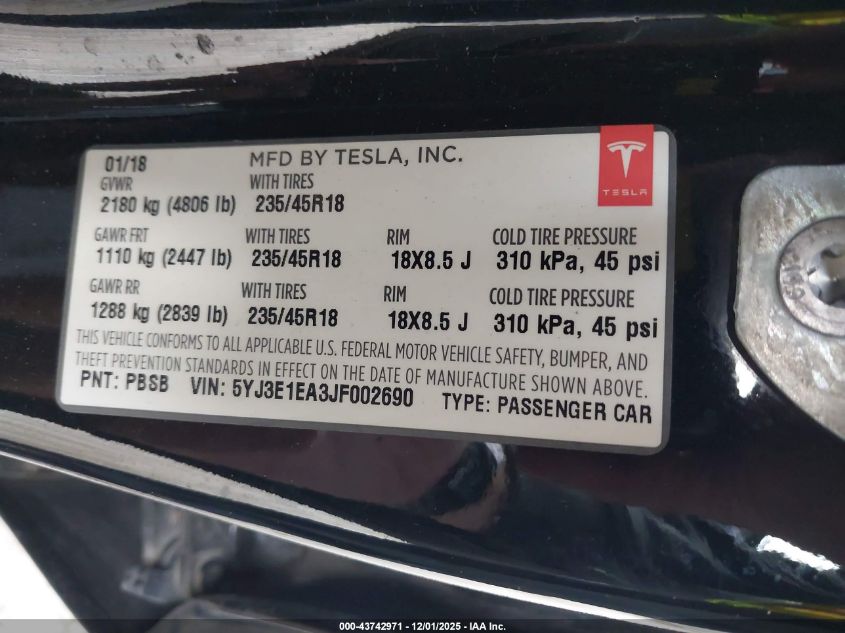 01/18 MFD BY TESLA, INC.
TESLA
GVWR WITH TIRES
2180 kg (4806 lb) 235/45R18
GAWR FRT WITH TIRES RIM COLD TIRE PRESSURE
1110 kg (2447 lb) 235/45R18 18X8.5 J 310 kPa, 45 psi
GAWR RR WITH TIRES RIM COLD TIRE PRESSURE
1288 kg (2839 lb) 235/45R18 18X8.5 J 310 kPa, 45 psi
THIS VEHICLE CONFORMS TO ALL APPLICABLE U.S. FEDERAL MOTOR VEHICLE SAFETY, BUMPER, AND
THEFT PREVENTION STANDARDS IN EFFECT ON THE DATE OF MANUFACTURE SHOWN ABOVE.
PNT: PBSB VIN: 5YJ3E1EA3JF002690 TYPE: PASSENGER CAR
000-43742971 - 12/01/2025 - IAA Inc.